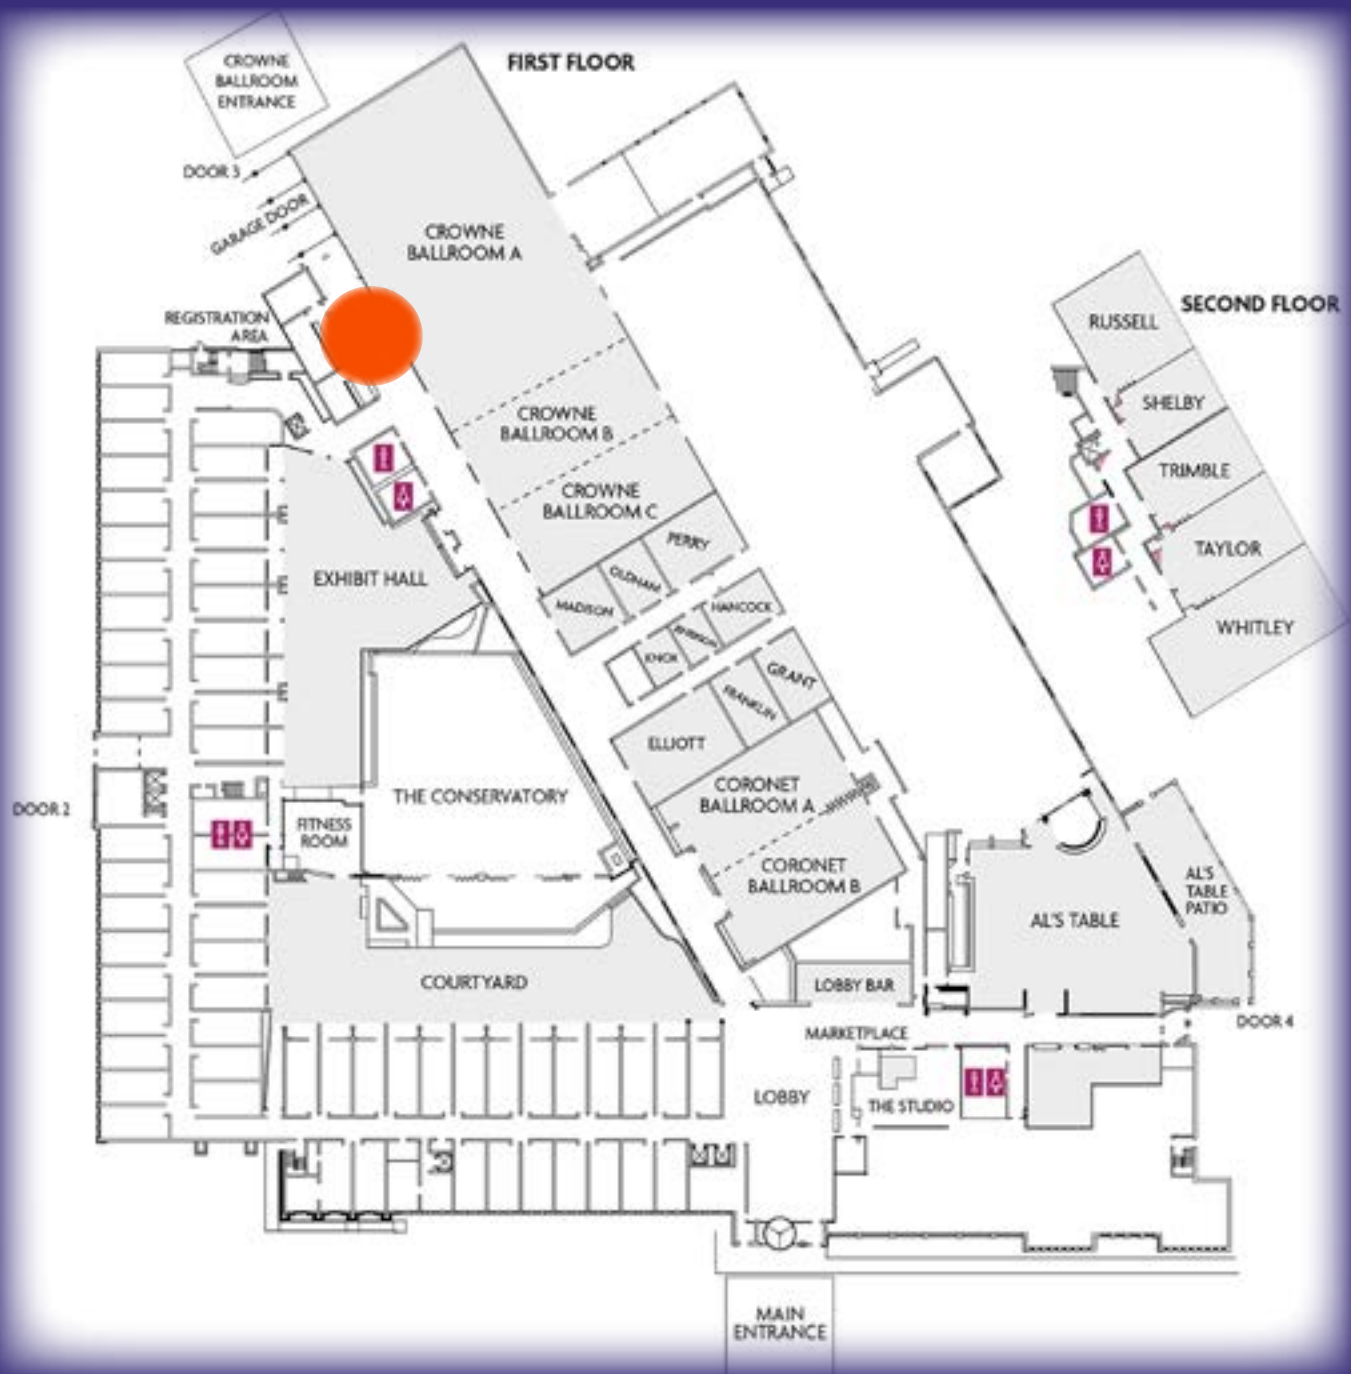 CROWNE
BALLROOM
ENTRANCE
FIRST FLOOR
DOOR 3
GARAGE DOOR
CROWNE
BALLROOM A
REGISTRATION
AREA
SECOND FLOOR
RUSSELL
SHELBY
TRIMBLE
TAYLOR
WHITLEY
CROWNE
BALLROOM B
CROWNE
BALLROOM C
PERRY
OLDHAM
MADISON
EXHIBIT HALL
HANCOCK
JEFFERSON
KNOX
GRANT
FRANKLIN
ELLIOTT
CORONET
BALLROOM A
THE CONSERVATORY
DOOR 2
FITNESS
ROOM
CORONET
BALLROOM B
AL'S
TABLE
PATIO
AL'S TABLE
COURTYARD
LOBBY BAR
DOOR 4
MARKETPLACE
LOBBY
THE STUDIO
MAIN
ENTRANCE